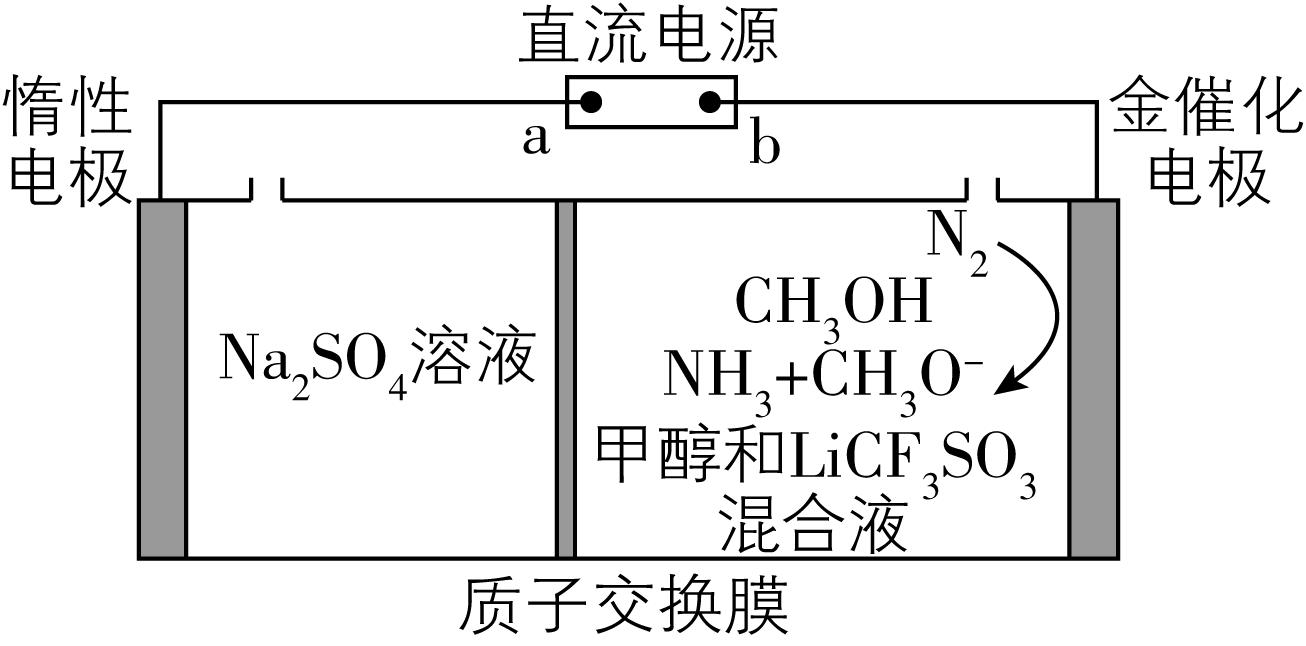 直流电源
惰性
电极
a
b
金催化
电极
N₂
CH₃OH
Na₂SO₄溶液
NH₃+CH₃O⁻
甲醇和LiCF₃SO₃
混合液
质子交换膜